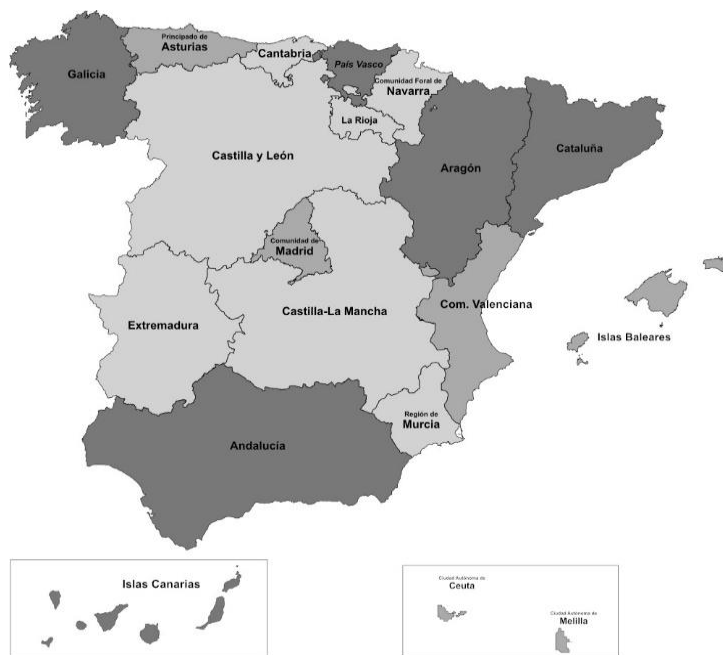 Principado de
Asturias
Cantabria
País Vasco
Galicia
Comunidad Foral de
Navarra
La Rioja
Castilla y León
Aragón
Cataluña
Comunidad de
Madrid
Com. Valenciana
Castilla-La Mancha
Extremadura
Islas Baleares
Región de
Murcia
Andalucía
Islas Canarias
Ciudad Autónoma de
Ceuta
Ciudad Autónoma de
Melilla